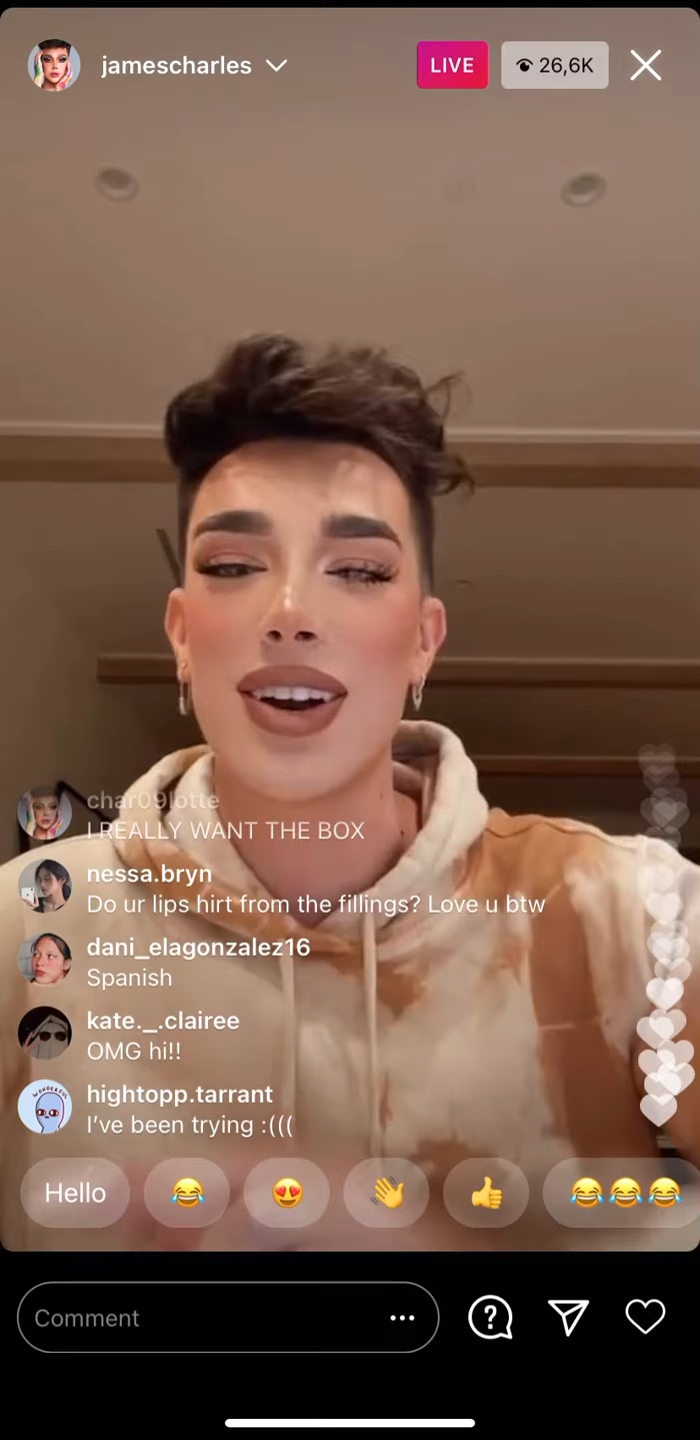 jamescharles
LIVE
26,6K
char09lotte
I REALLY WANT THE BOX
nessa.bryn
Do ur lips hirt from the fillings? Love u btw
dani_elagonzalez16
Spanish
kate._.clairee
OMG hi!!
hightopp.tarrant
I've been trying :(((
Hello
Comment